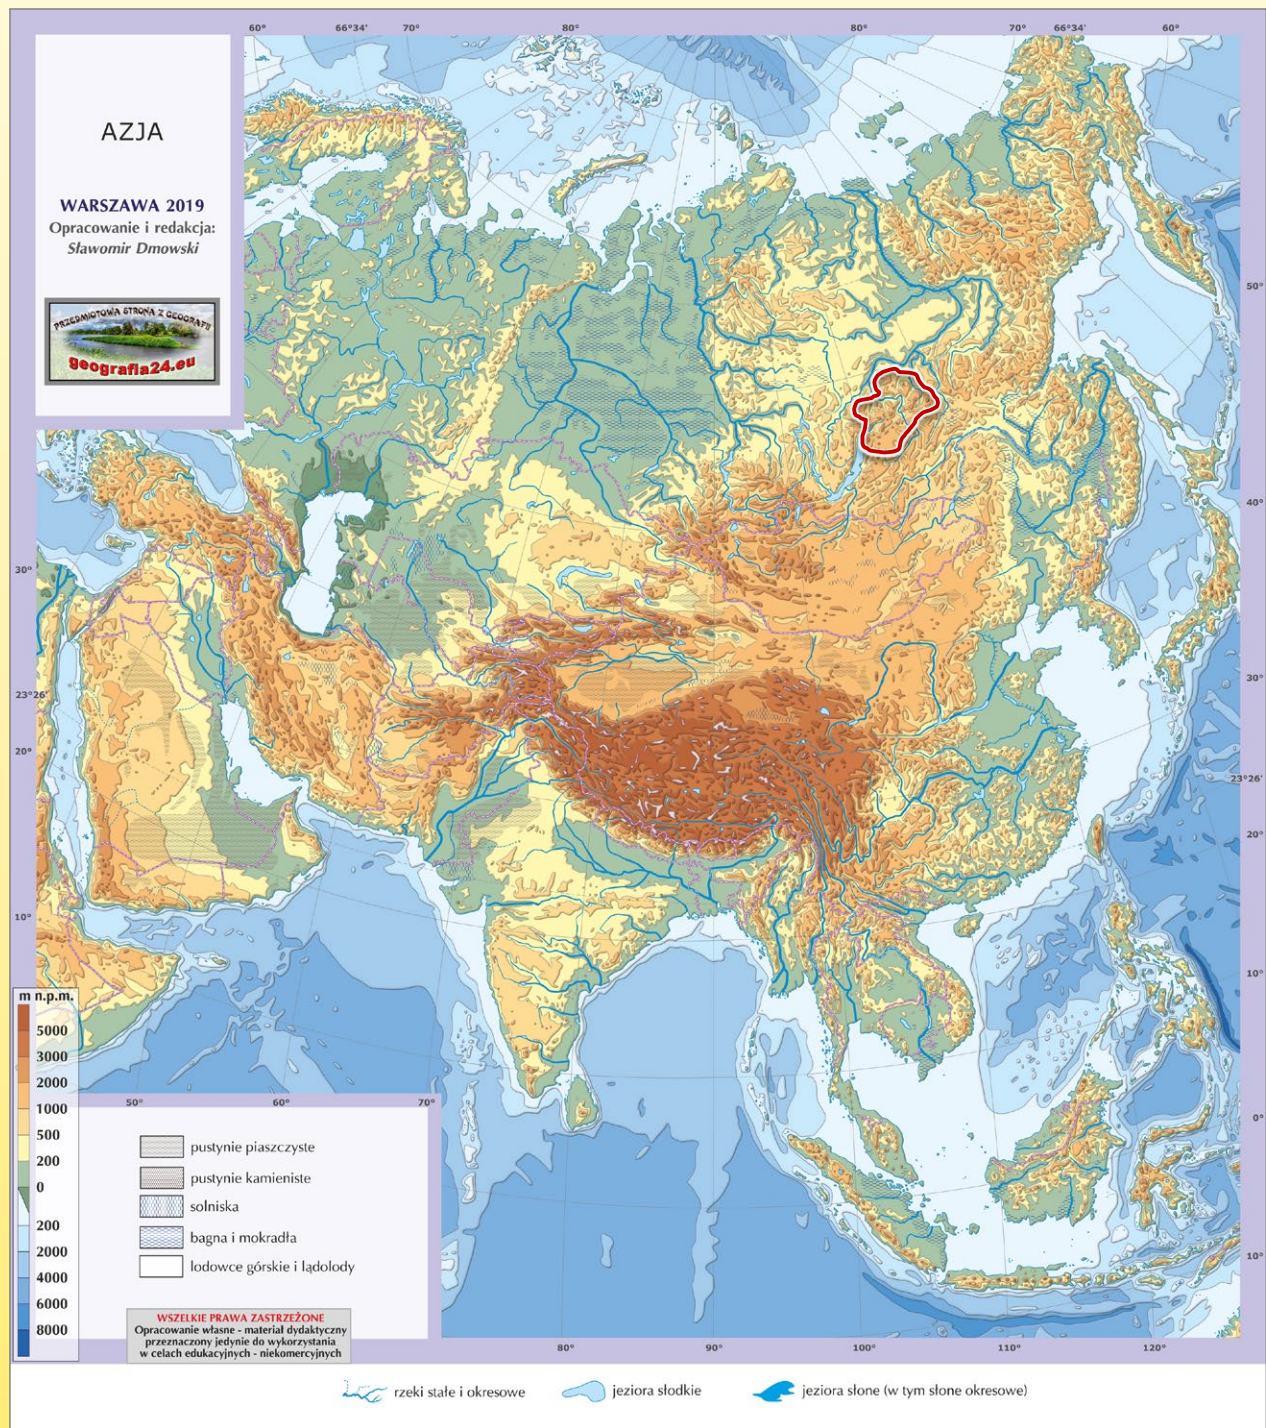 60°
66°34'
70°
80°
80°
70°
66°34'
60°
AZJA
WARSZAWA 2019
Opracowanie i redakcja:
Sławomir Dmowski
PRZEDMIOTOWA STRONA Z GEOGRAFII
geografia24.eu
50°
40°
30°
30°
23°26'
20°
23°26'
20°
10°
10°
0°
10°
m n.p.m.
5000
3000
2000
1000
500
200
0
200
2000
4000
6000
8000
50°
60°
70°
pustynie piaszczyste
pustynie kamieniste
solniska
bagna i mokradła
lodowce górskie i lądolody
WSZELKIE PRAWA ZASTRZEŻONE
Opracowanie własne - materiał dydaktyczny
przeznaczony jedynie do wykorzystania
w celach edukacyjnych - niekomercyjnych
80°
90°
100°
110°
120°
rzeki stałe i okresowe
jeziora słodkie
jeziora słone (w tym słone okresowe)